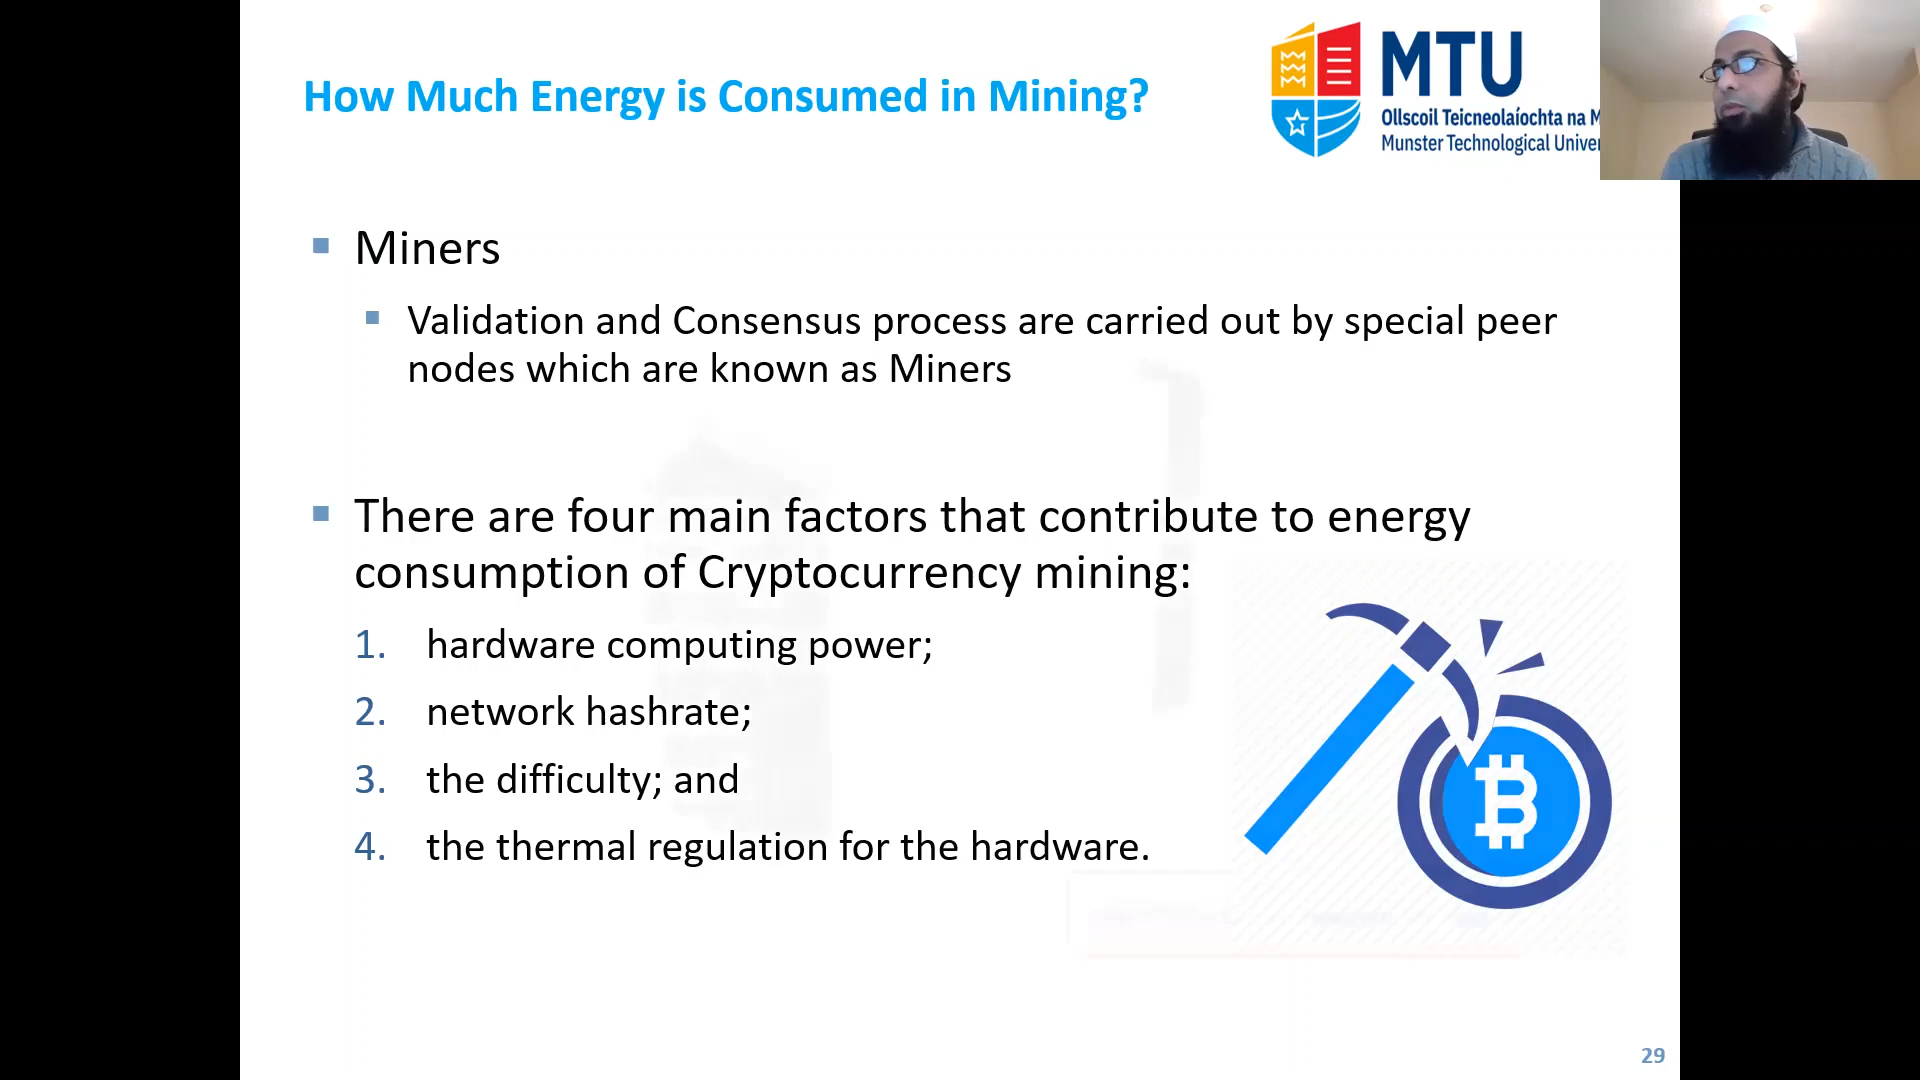 How Much Energy is Consumed in Mining?
MTU
Ollscoil Teicneolaíochta na
Munster Technological
Miners
Validation and Consensus process are carried out by special peer
nodes which are known as Miners
There are four main factors that contribute to energy
consumption of Cryptocurrency mining:
1. hardware computing power;
2. network hashrate;
3. the difficulty; and
4. the thermal regulation for the hardware.
29